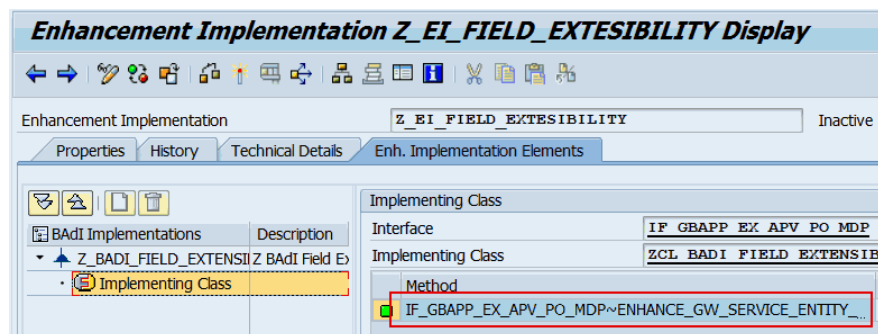 Enhancement Implementation Z_EI_FIELD_EXTESIBILITY Display
Enhancement Implementation Z_EI_FIELD_EXTESIBILITY Inactive
Properties History Technical Details Enh. Implementation Elements
Implementing Class
BAdI Implementations Description
Interface IF_GBAPP_EX_APV_PO_MDP
Z_BADI_FIELD_EXTENSI Z BAdI Field Ex
Implementing Class ZCL_BADI_FIELD_EXTENSIB
Implementing Class
Method
IF_GBAPP_EX_APV_PO_MDP~ENHANCE_GW_SERVICE_ENTITY_...